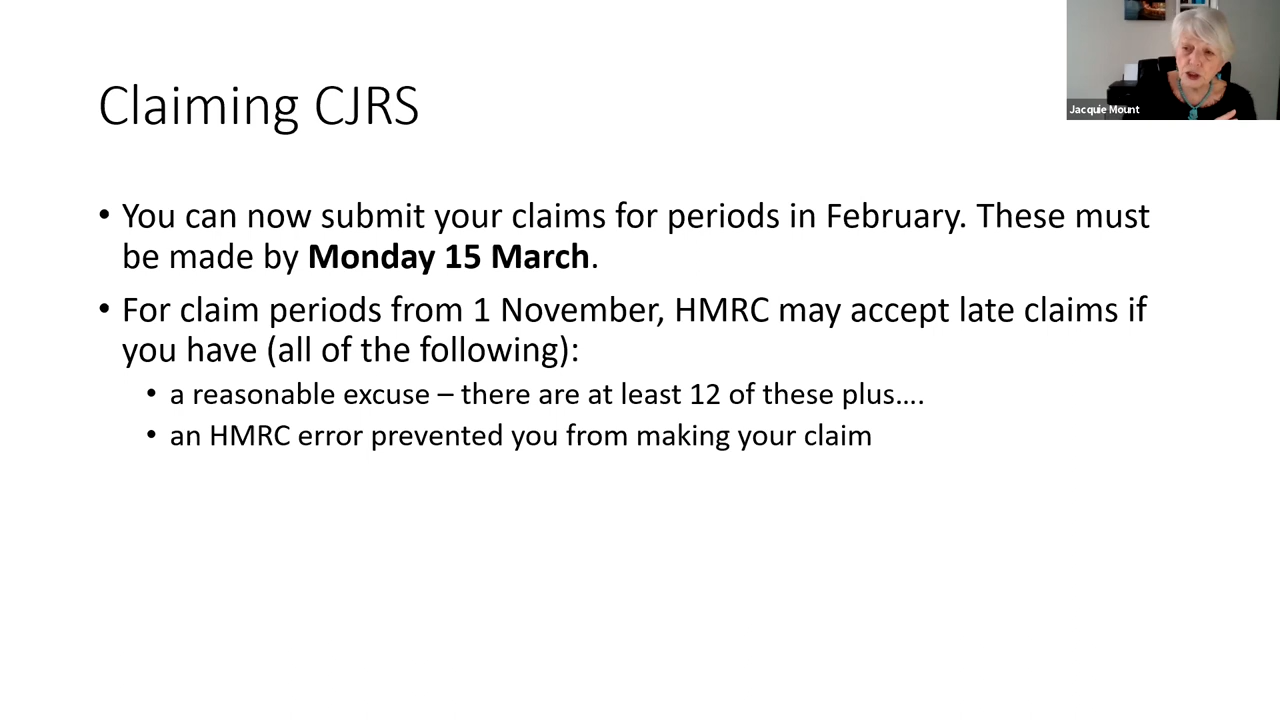 Claiming CJRS
Jacquie Mount
• You can now submit your claims for periods in February. These must
be made by Monday 15 March.
• For claim periods from 1 November, HMRC may accept late claims if
you have (all of the following):
• a reasonable excuse – there are at least 12 of these plus....
• an HMRC error prevented you from making your claim